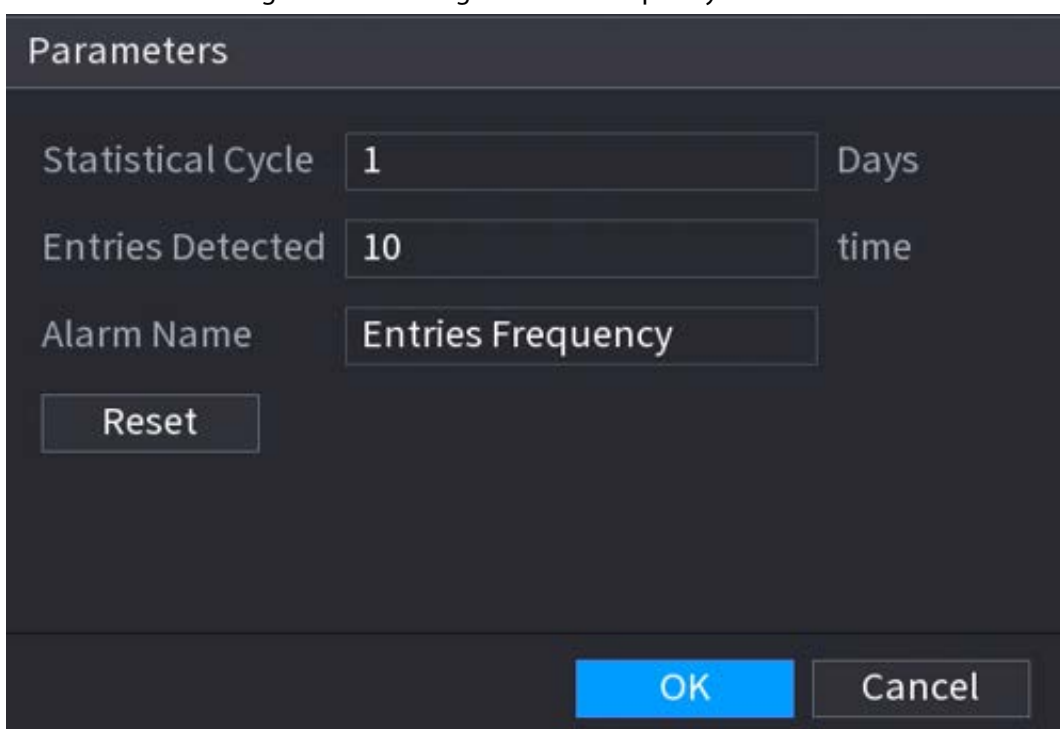 Parameters
Statistical Cycle 1 Days
Entries Detected 10 time
Alarm Name Entries Frequency
Reset
OK Cancel